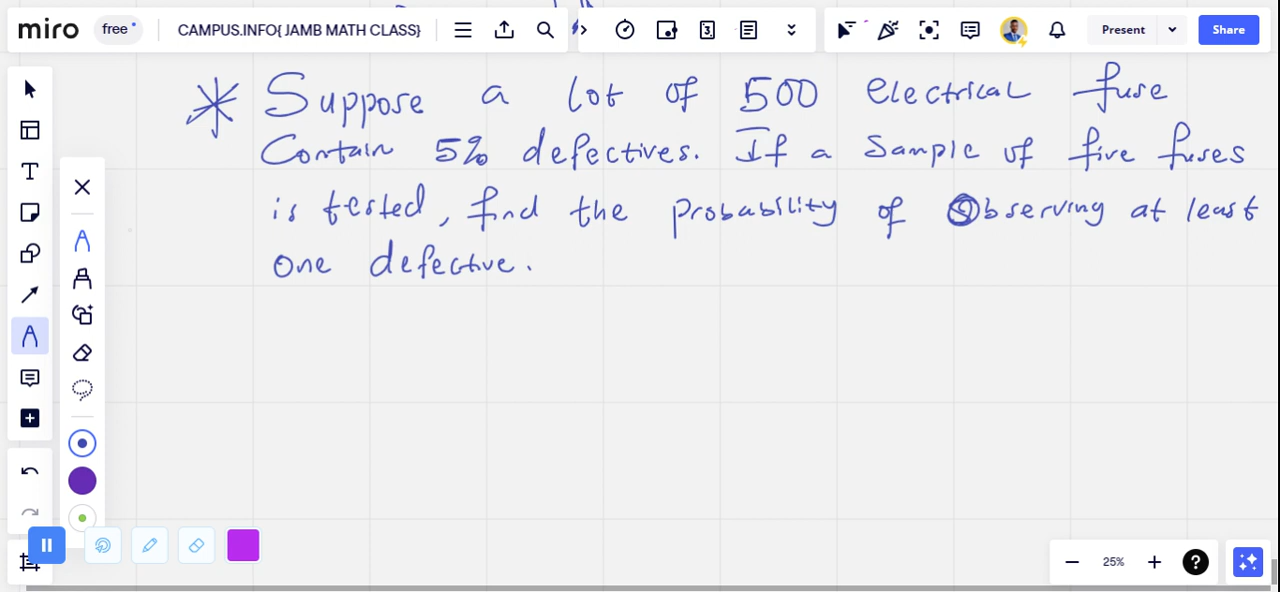 miro free CAMPUS.INFO{ JAMB MATH CLASS} Present Share
* Suppose a lot of 500 electrical fuse
Contain 5% defectives. If a sample of five fuses
is tested, find the probability of Observing at least
one defective.
25%